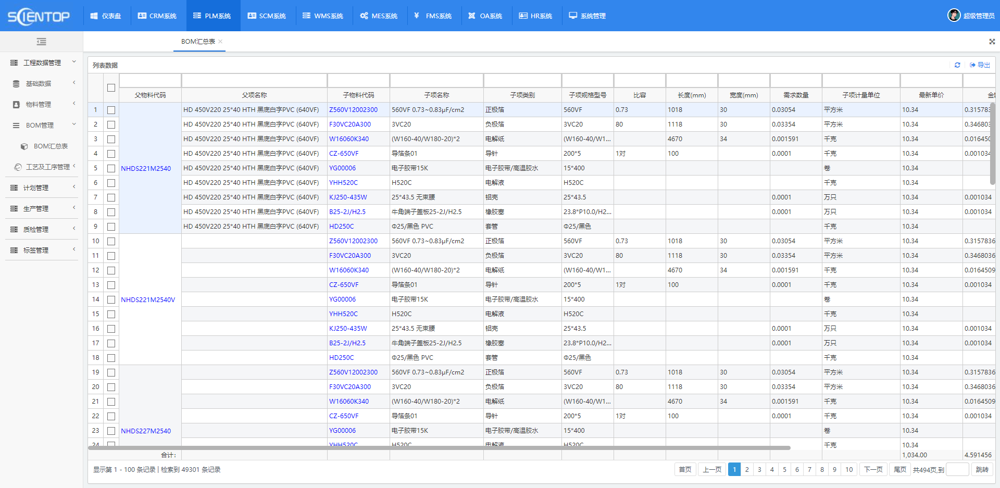 SCIENTOP 仪表盘 CRM系统 PLM系统 SCM系统 WMS系统 MES系统 ¥ FMS系统 OA系统 HR系统 系统管理 超级管理员
BOM汇总表
工程数据管理
基础数据
物料管理
BOM管理
BOM汇总表
工艺及工序管理
计划管理
生产管理
质检管理
标签管理
列表数据 导出
父物料代码 父项名称 子物料代码 子项名称 子项类别 子项规格型号 比容 长度(mm) 宽度(mm) 需求数量 子项计量单位 最新单价
1 HD 450V220 25*40 HTH 黑底白字PVC (640VF) Z560V12002300 560VF 0.73~0.83μF/cm2 正极箔 560VF 0.73 1018 30 0.03054 平方米 10.34 0.315783
2 HD 450V220 25*40 HTH 黑底白字PVC (640VF) F30VC20A300 3VC20 负极箔 3VC20 80 1118 30 0.03354 平方米 10.34 0.346803
3 HD 450V220 25*40 HTH 黑底白字PVC (640VF) W16060K340 (W160-40/W180-20)*2 电解纸 (W160-40/W1... 4670 34 0.001591 千克 10.34 0.016450
4 HD 450V220 25*40 HTH 黑底白字PVC (640VF) CZ-650VF 导箔条01 导针 200*5 1对 100 0.0001 千克 10.34 0.001034
5 NHDS221M2540 HD 450V220 25*40 HTH 黑底白字PVC (640VF) YG00006 电子胶带15K 电子胶带/高温胶水 15*400 卷 10.34
6 HD 450V220 25*40 HTH 黑底白字PVC (640VF) YHH520C H520C 电解液 H520C 千克 10.34
7 HD 450V220 25*40 HTH 黑底白字PVC (640VF) KJ250-435W 25*43.5 无束腰 铝壳 25*43.5 0.0001 万只 10.34 0.001034
8 HD 450V220 25*40 HTH 黑底白字PVC (640VF) B25-2J/H2.5 牛角端子盖板25-2J/H2.5 橡胶塞 23.8*P10.0/H2... 0.0001 万只 10.34 0.001034
9 HD 450V220 25*40 HTH 黑底白字PVC (640VF) HD250C Φ25/黑色 PVC 套管 Φ25/黑色 千克 10.34
10 Z560V12002300 560VF 0.73~0.83μF/cm2 正极箔 560VF 0.73 1018 30 0.03054 平方米 10.34 0.3157836
11 F30VC20A300 3VC20 负极箔 3VC20 80 1118 30 0.03354 平方米 10.34 0.3468036
12 W16060K340 (W160-40/W180-20)*2 电解纸 (W160-40/W1... 4670 34 0.001591 千克 10.34 0.0164509
13 CZ-650VF 导箔条01 导针 200*5 1对 100 0.0001 千克 10.34 0.001034
14 NHDS221M2540V YG00006 电子胶带15K 电子胶带/高温胶水 15*400 卷 10.34
15 YHH520C H520C 电解液 H520C 千克 10.34
16 KJ250-435W 25*43.5 无束腰 铝壳 25*43.5 0.0001 万只 10.34 0.001034
17 B25-2J/H2.5 牛角端子盖板25-2J/H2.5 橡胶塞 23.8*P10.0/H2... 0.0001 万只 10.34 0.001034
18 HD250C Φ25/黑色 PVC 套管 Φ25/黑色 千克 10.34
19 Z560V12002300 560VF 0.73~0.83μF/cm2 正极箔 560VF 0.73 1018 30 0.03054 平方米 10.34 0.3157836
20 F30VC20A300 3VC20 负极箔 3VC20 80 1118 30 0.03354 平方米 10.34 0.3468036
21 W16060K340 (W160-40/W180-20)*2 电解纸 (W160-40/W1... 4670 34 0.001591 千克 10.34 0.0164509
22 CZ-650VF 导箔条01 导针 200*5 1对 100 0.0001 千克 10.34 0.001034
23 NHDS227M2540 YG00006 电子胶带15K 电子胶带/高温胶水 15*400 卷 10.34
24 YHH520C H520C 电解液 H520C 千克 10.34
合计： 1,034.00 4.591456
显示第 1 - 100 条记录 | 检索到 49301 条记录 首页 上一页 1 2 3 4 5 6 7 8 9 10 下一页 尾页 共494页,到 跳转